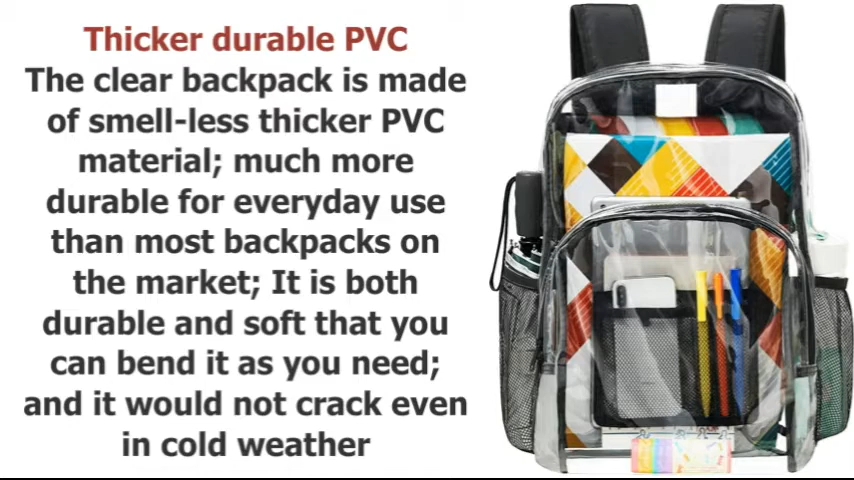 Thicker durable PVC
The clear backpack is made
of smell-less thicker PVC
material; much more
durable for everyday use
than most backpacks on
the market; It is both
durable and soft that you
can bend it as you need;
and it would not crack even
in cold weather